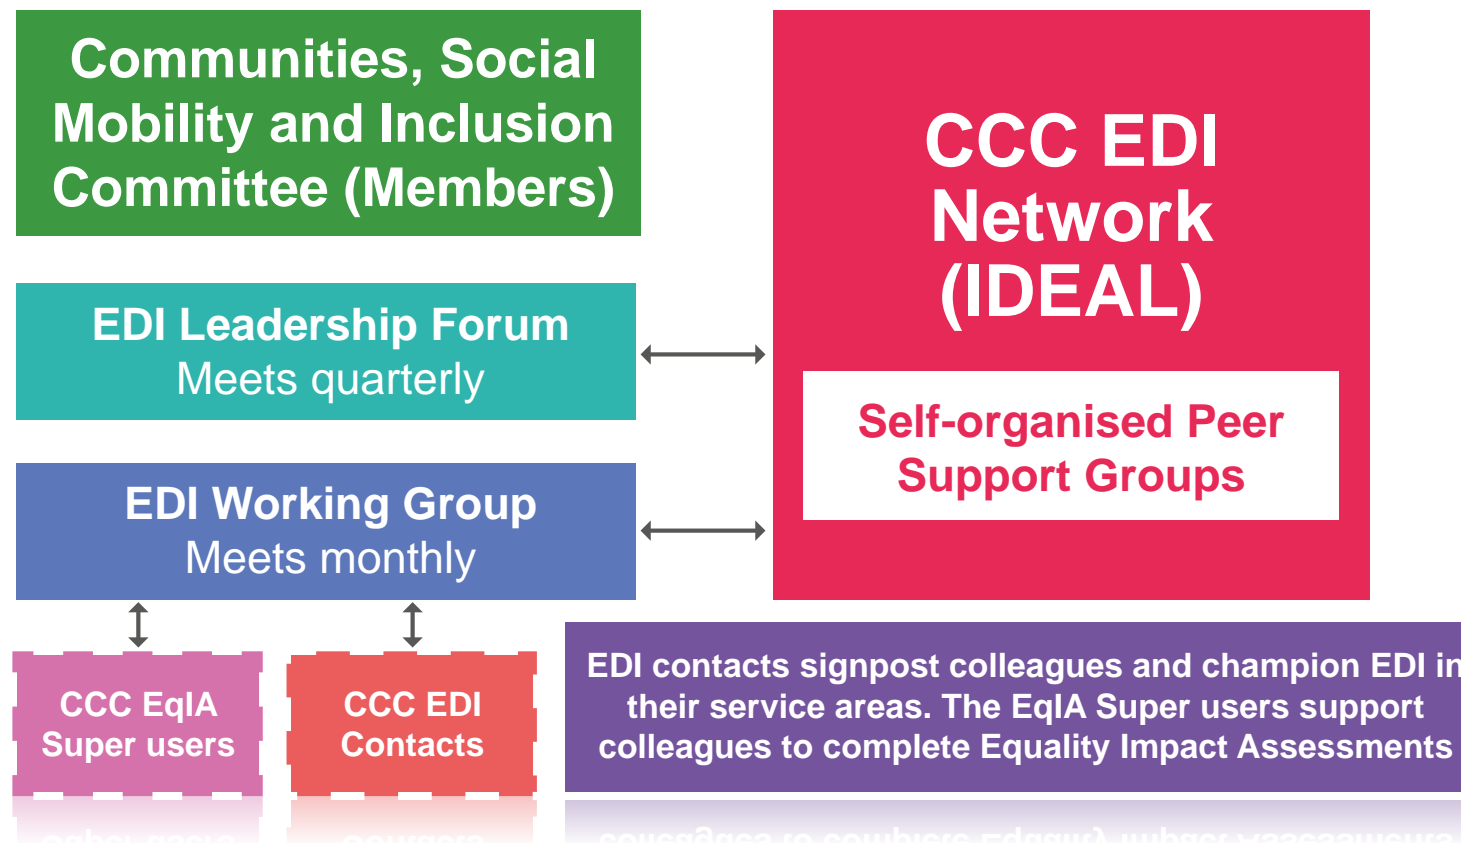 Communities, Social
Mobility and Inclusion
Committee (Members)
CCC EDI
Network
(IDEAL)
EDI Leadership Forum
Meets quarterly
Self-organised Peer
Support Groups
EDI Working Group
Meets monthly
CCC EqIA
Super users
CCC EDI
Contacts
EDI contacts signpost colleagues and champion EDI in
their service areas. The EqIA Super users support
colleagues to complete Equality Impact Assessments